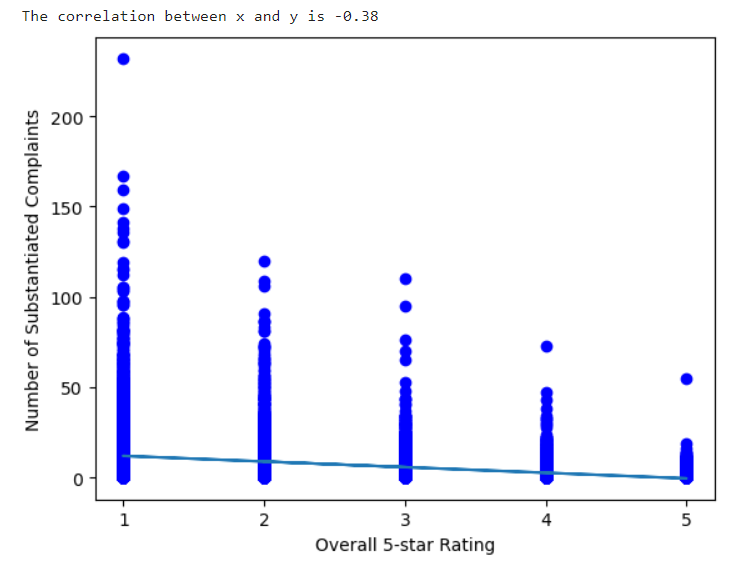 The correlation between x and y is -0.38
Number of Substantiated Complaints
200
150
100
50
0
1 2 3 4 5
Overall 5-star Rating